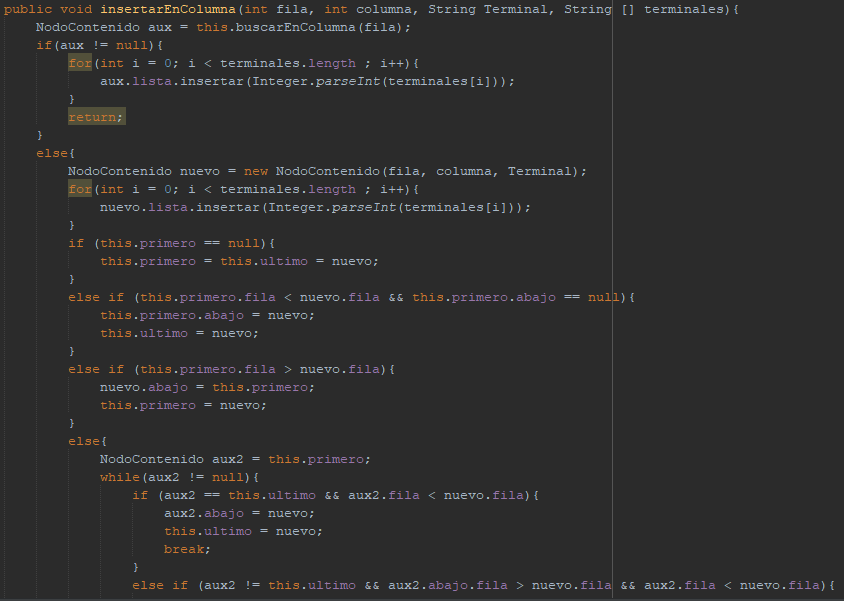 public void insertarEnColumna(int fila, int columna, String Terminal, String [] terminales){
NodoContenido aux = this.buscarEnColumna(fila);
if(aux != null){
for(int i = 0; i < terminales.length ; i++){
aux.lista.insertar(Integer.parseInt(terminales[i]));
}
return;
}
else{
NodoContenido nuevo = new NodoContenido(fila, columna, Terminal);
for(int i = 0; i < terminales.length ; i++){
nuevo.lista.insertar(Integer.parseInt(terminales[i]));
}
if (this.primero == null){
this.primero = this.ultimo = nuevo;
}
else if (this.primero.fila < nuevo.fila && this.primero.abajo == null){
this.primero.abajo = nuevo;
this.ultimo = nuevo;
}
else if (this.primero.fila > nuevo.fila){
nuevo.abajo = this.primero;
this.primero = nuevo;
}
else{
NodoContenido aux2 = this.primero;
while(aux2 != null){
if (aux2 == this.ultimo && aux2.fila < nuevo.fila){
aux2.abajo = nuevo;
this.ultimo = nuevo;
break;
}
else if (aux2 != this.ultimo && aux2.abajo.fila > nuevo.fila && aux2.fila < nuevo.fila){